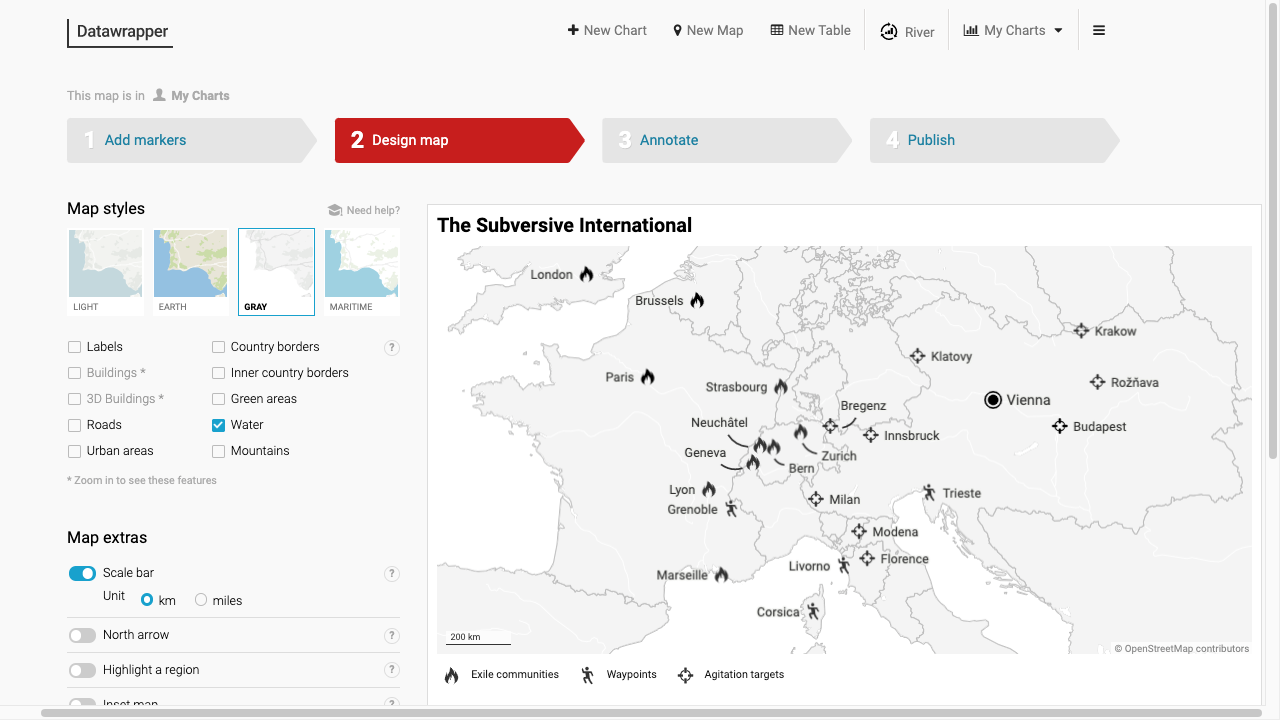 Datawrapper
New Chart
New Map
New Table
River
My Charts
This map is in My Charts
1 Add markers
2 Design map
3 Annotate
4 Publish
Map styles
Need help?
LIGHT
EARTH
GRAY
MARITIME
Labels
Country borders
?
Buildings *
Inner country borders
3D Buildings *
Green areas
Roads
Water
Urban areas
Mountains
* Zoom in to see these features
Map extras
Scale bar
?
Unit
km
miles
North arrow
?
Highlight a region
?
Inset map
?
The Subversive International
London
Brussels
Krakow
Klatovy
Paris
Strasbourg
Rožňava
Vienna
Bregenz
Neuchâtel
Budapest
Innsbruck
Geneva
Zurich
Bern
Lyon
Milan
Trieste
Grenoble
Modena
Florence
Livorno
Marseille
Corsica
200 km
© OpenStreetMap contributors
Exile communities
Waypoints
Agitation targets